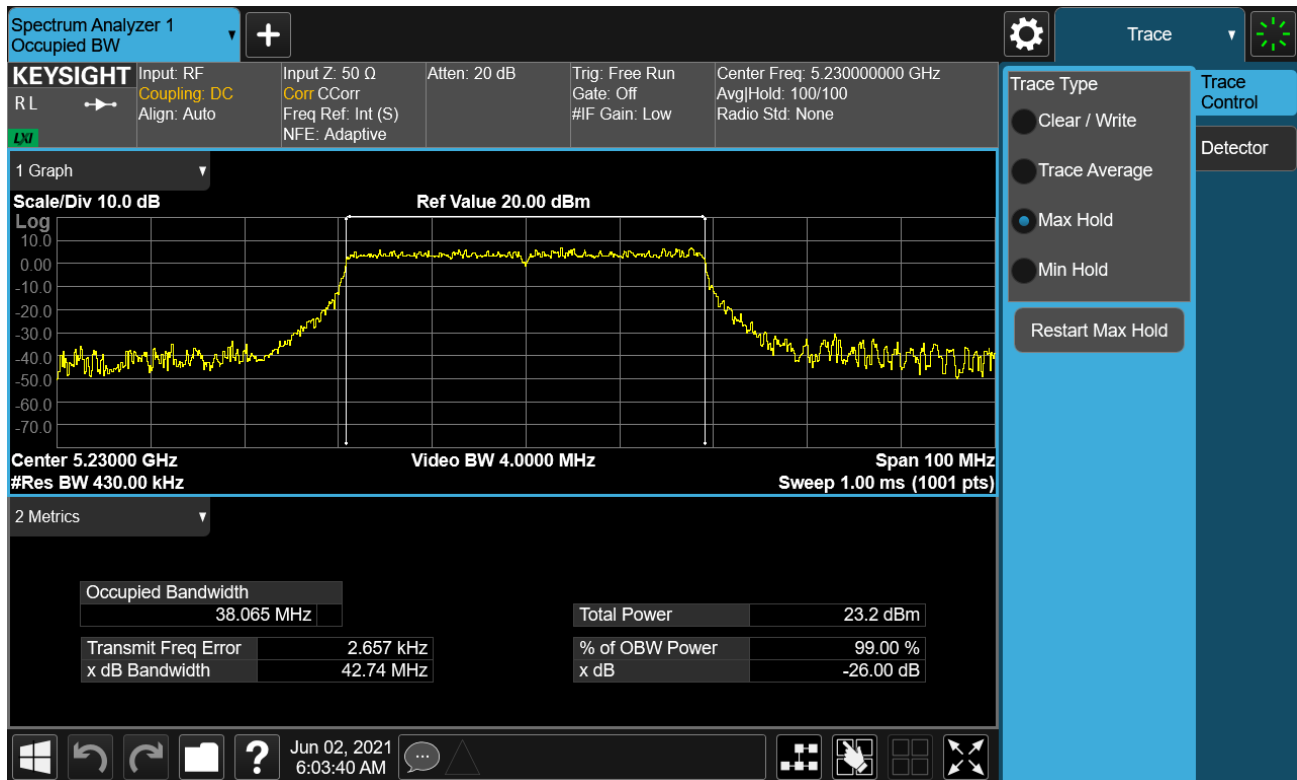 Spectrum Analyzer 1
Occupied BW
+
Trace
KEYSIGHT
R L
LXI
Input: RF
Coupling: DC
Align: Auto
Input Z: 50 Ω
Corr CCorr
Freq Ref: Int (S)
NFE: Adaptive
Atten: 20 dB
Trig: Free Run
Gate: Off
#IF Gain: Low
Center Freq: 5.230000000 GHz
Avg|Hold: 100/100
Radio Std: None
1 Graph
Scale/Div 10.0 dB
Ref Value 20.00 dBm
Log
10.0
0.00
-10.0
-20.0
-30.0
-40.0
-50.0
-60.0
-70.0
Center 5.23000 GHz
Video BW 4.0000 MHz
Span 100 MHz
#Res BW 430.00 kHz
Sweep 1.00 ms (1001 pts)
2 Metrics
Occupied Bandwidth
38.065 MHz
Total Power 23.2 dBm
Transmit Freq Error 2.657 kHz
% of OBW Power 99.00 %
x dB Bandwidth 42.74 MHz
x dB -26.00 dB
Trace Type
Clear / Write
Trace Average
Max Hold
Min Hold
Restart Max Hold
Trace
Control
Detector
?
Jun 02, 2021
6:03:40 AM